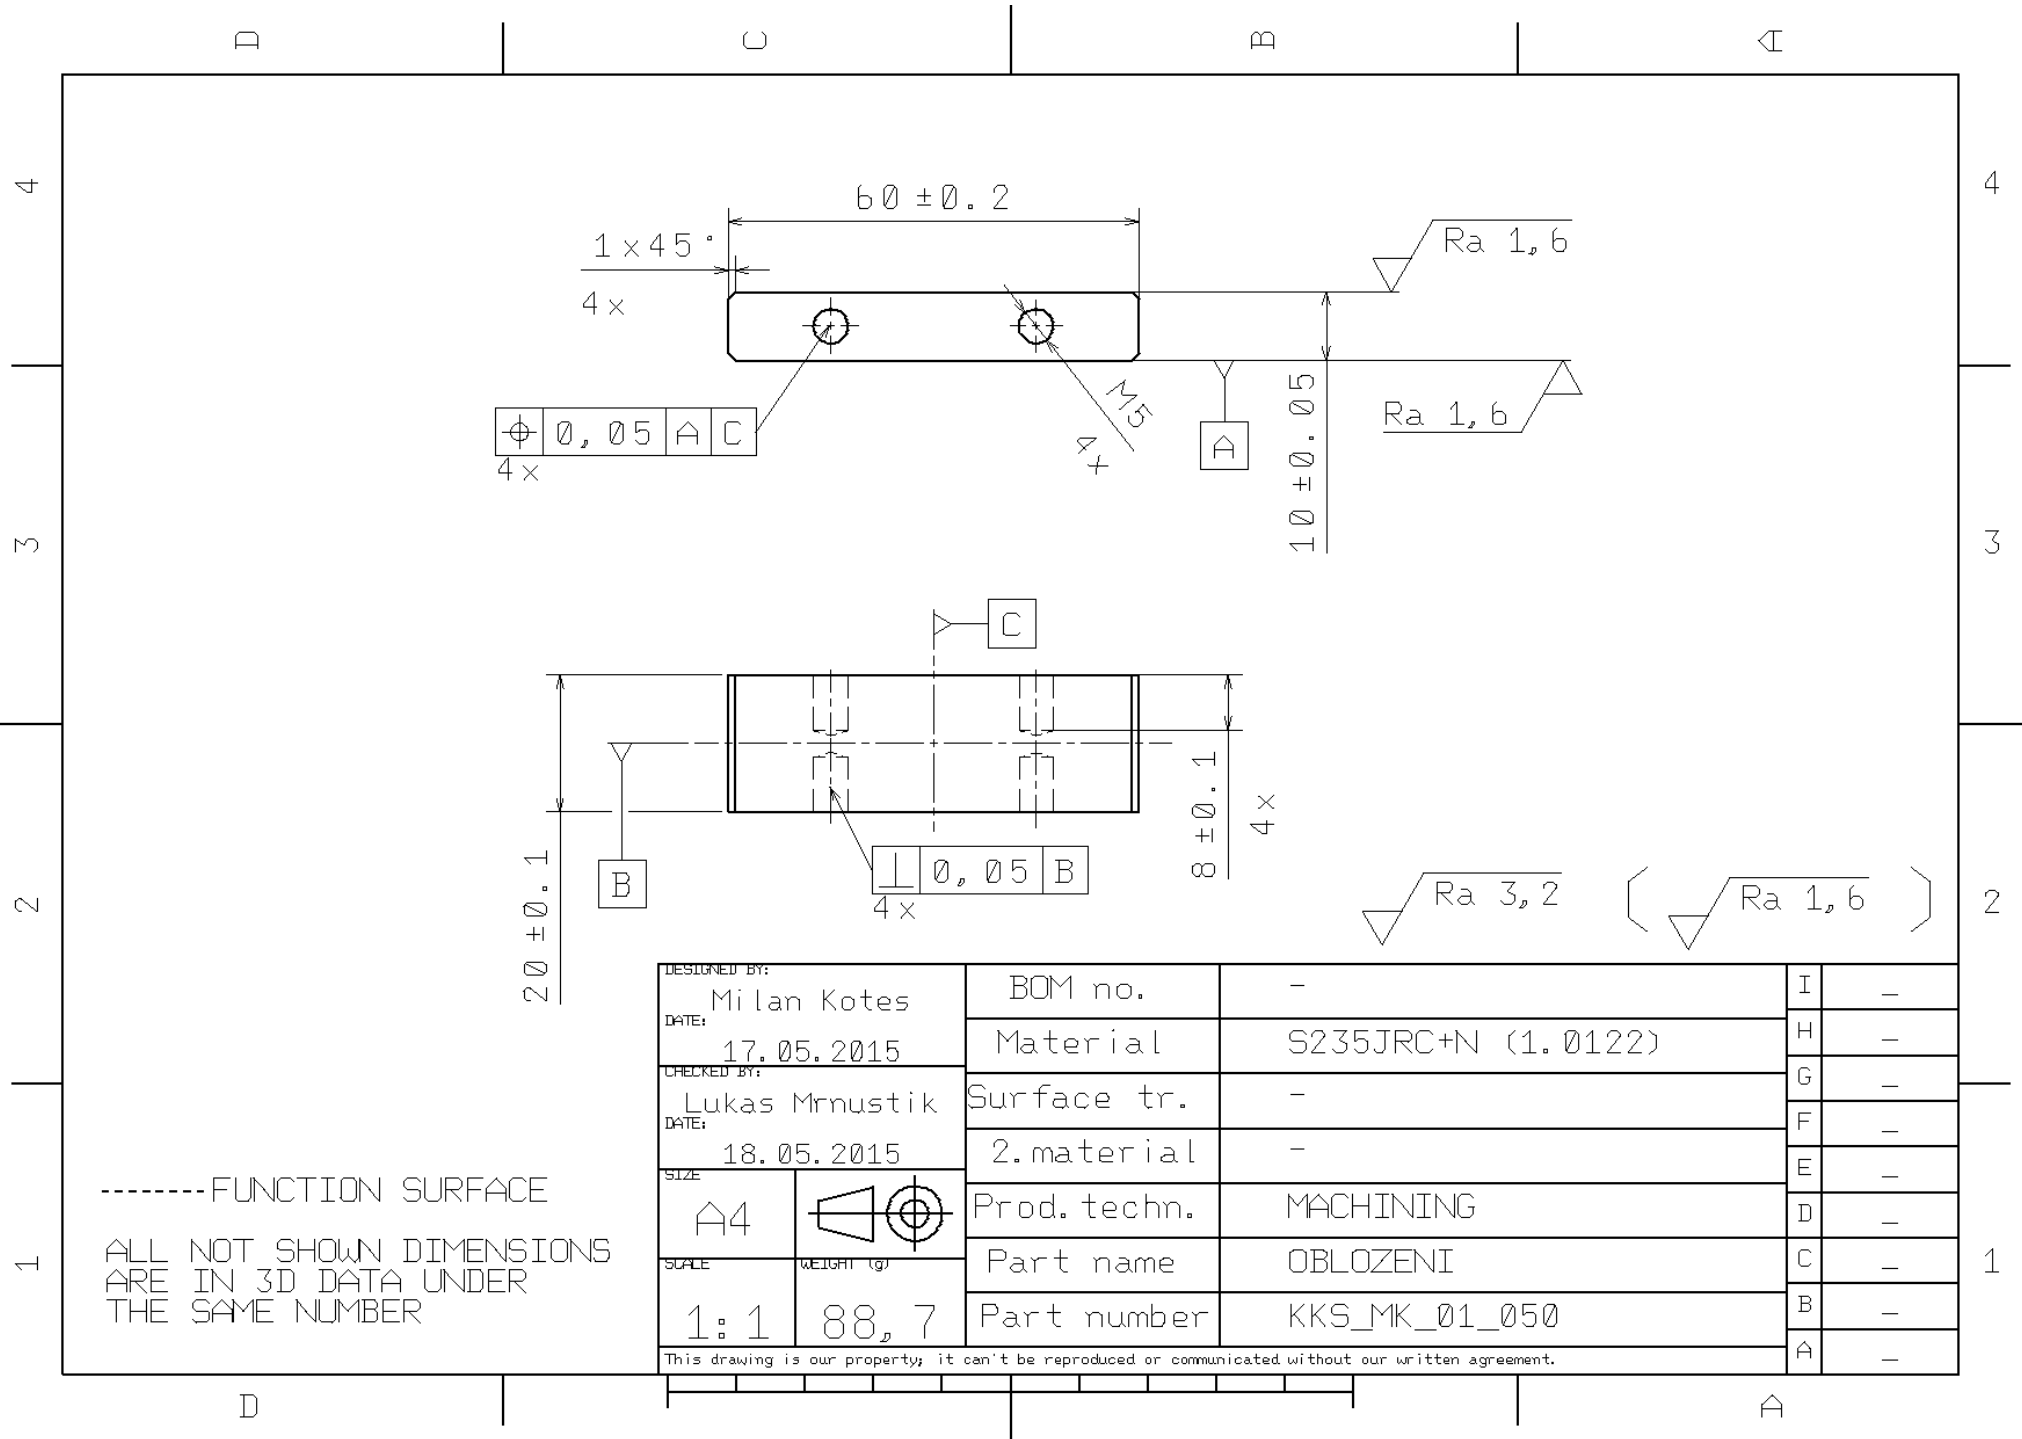 D C B A
4 4
60±0.2
1x45°
4x
Ra 1,6
M5
4x
0,05 A C
4x
A
10±0.05
Ra 1,6
3 3
C
8±0.1
4x
20±0.1
B
0,05 B
4x
2 2
Ra 3,2 ( Ra 1,6 )
DESIGNED BY:
Milan Kotes
DATE:
17.05.2015
CHECKED BY:
Lukas Mrnustik
DATE:
18.05.2015
SIZE
A4
SCALE
1:1
WEIGHT (g)
88,7
BOM no. -
Material S235JRC+N (1.0122)
Surface tr. -
2.material -
Prod.techn. MACHINING
Part name OBLOZENI
Part number KKS_MK_01_050
I _
H _
G _
F _
E _
D _
C _
B _
A _
This drawing is our property; it can't be reproduced or communicated without our written agreement.
-------FUNCTION SURFACE
ALL NOT SHOWN DIMENSIONS
ARE IN 3D DATA UNDER
THE SAME NUMBER
1 1
D A